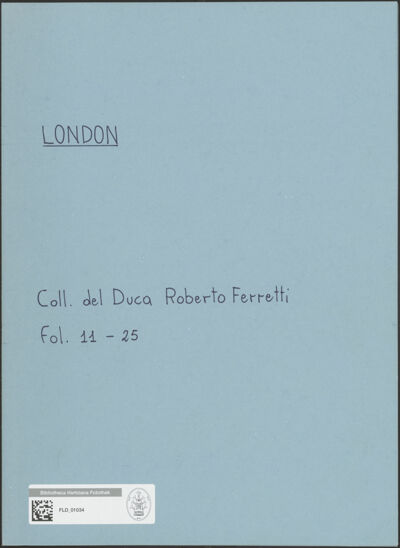 LONDON
Coll. del Duca Roberto Ferretti
Fol. 11 - 25
Bibliotheca Hertziana Fotothek
FLD_01034